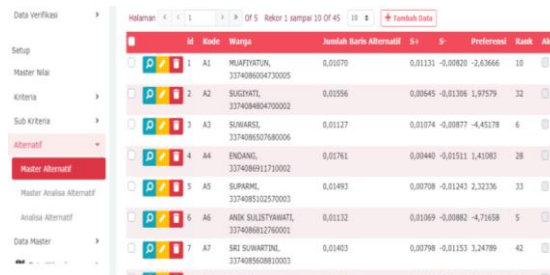 Data Verifikasi
Setup
Master Nilai
Kriteria
Sub Kriteria
Alternatif
Master Alternatif
Master Analisa Alternatif
Analisa Alternatif
Data Master
Halaman 1 Of 5 Rekor 1 sampai 10 Of 45 10 + Tambah Data
id Kode Warga Jumlah Baris Alternatif S+ S- Preferensi Rank
1 A1 MUAFIYATUN, 0,01070 0,01131 -0,00820 -2,63666 10
3374086004730005
2 A2 SUGIYATI, 0,01556 0,00645 -0,01306 1,97579 32
3374084804700002
3 A3 SUWARSI, 0,01127 0,01074 -0,00877 -4,45178 6
3374086507680006
4 A4 ENDANG, 0,01761 0,00440 -0,01511 1,41083 28
3374086911710002
5 A5 SUPARMI, 0,01493 0,00708 -0,01243 2,32336 33
3374085102570003
6 A6 ANIK SULISTYAWATI, 0,01132 0,01069 -0,00882 -4,71658 5
3374086812760001
7 A7 SRI SUWARTINI, 0,01403 0,00798 -0,01153 3,24789 42
3374085608810003